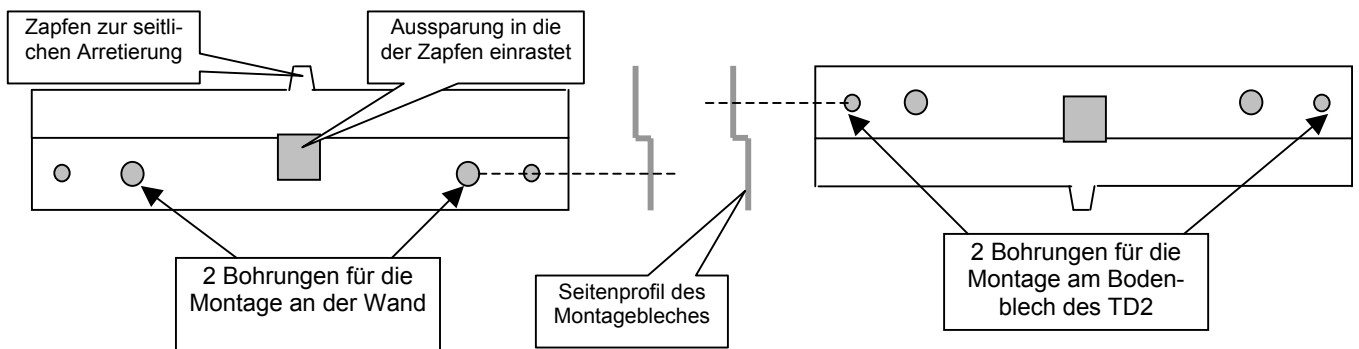 Zapfen zur seitli-
chen Arretierung
Aussparung in die
der Zapfen einrastet
2 Bohrungen für die
Montage an der Wand
Seitenprofil des
Montagebleches
2 Bohrungen für die
Montage am Boden-
blech des TD2